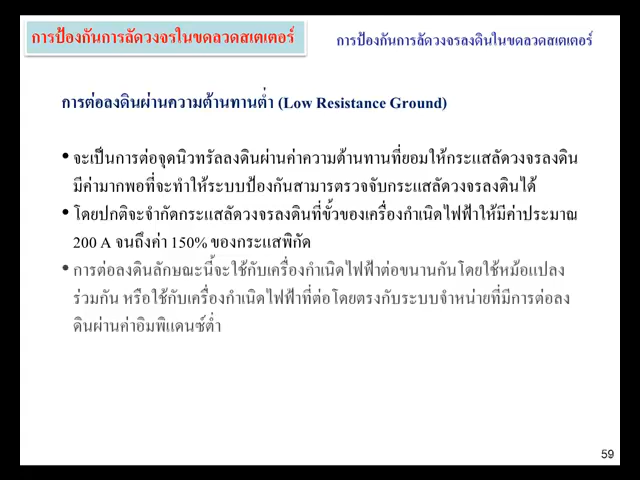 การป้องกันการลัดวงจรในขดลวดสเตเตอร์
การป้องกันการลัดวงจรลงดินในขดลวดสเตเตอร์
การต่อลงดินผ่านความต้านทานต่ำ (Low Resistance Ground)
• จะเป็นการต่อจุดนิวทรัลลงดินผ่านค่าความต้านทานที่ยอมให้กระแสลัดวงจรลงดิน
มีค่ามากพอที่จะทำให้ระบบป้องกันสามารถตรวจจับกระแสลัดวงจรลงดินได้
• โดยปกติจะจำกัดกระแสลัดวงจรลงดินที่ขั้วของเครื่องกำเนิดไฟฟ้าให้มีค่าประมาณ
200 A จนถึงค่า 150% ของกระแสพิกัด
• การต่อลงดินลักษณะนี้จะใช้กับเครื่องกำเนิดไฟฟ้าต่อขนานกันโดยใช้หม้อแปลง
ร่วมกัน หรือใช้กับเครื่องกำเนิดไฟฟ้าที่ต่อโดยตรงกับระบบจำหน่ายที่มีการต่อลง
ดินผ่านค่าอิมพิแดนซ์ต่ำ
59